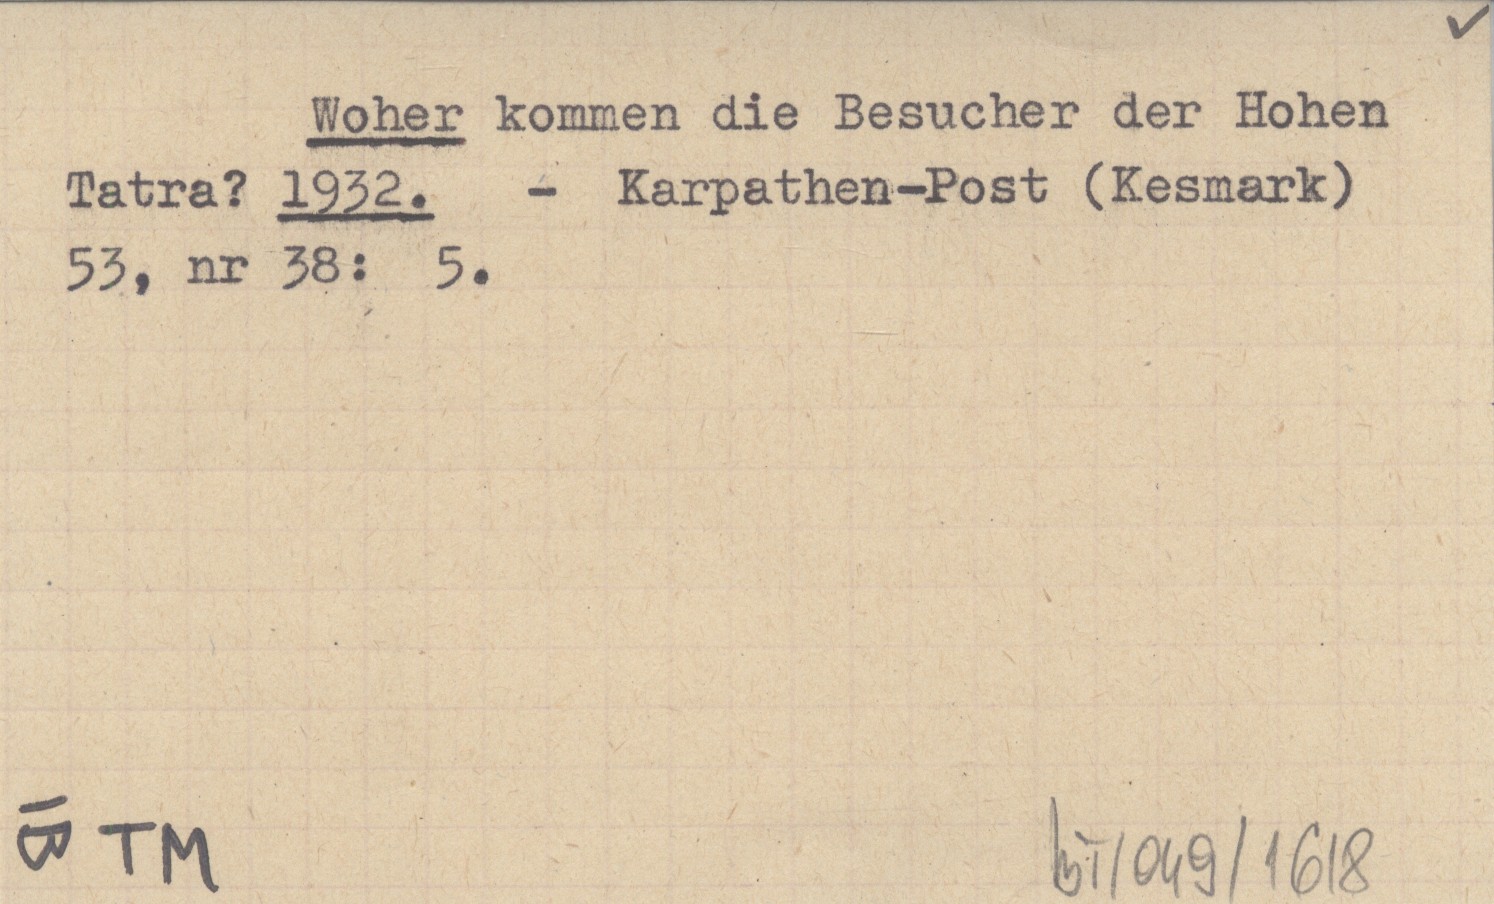 Woher kommen die Besucher der Hohen
Tatra? 1932. - Karpathen-Post (Kesmark)
53, nr 38: 5.
TM
bT/049/1618